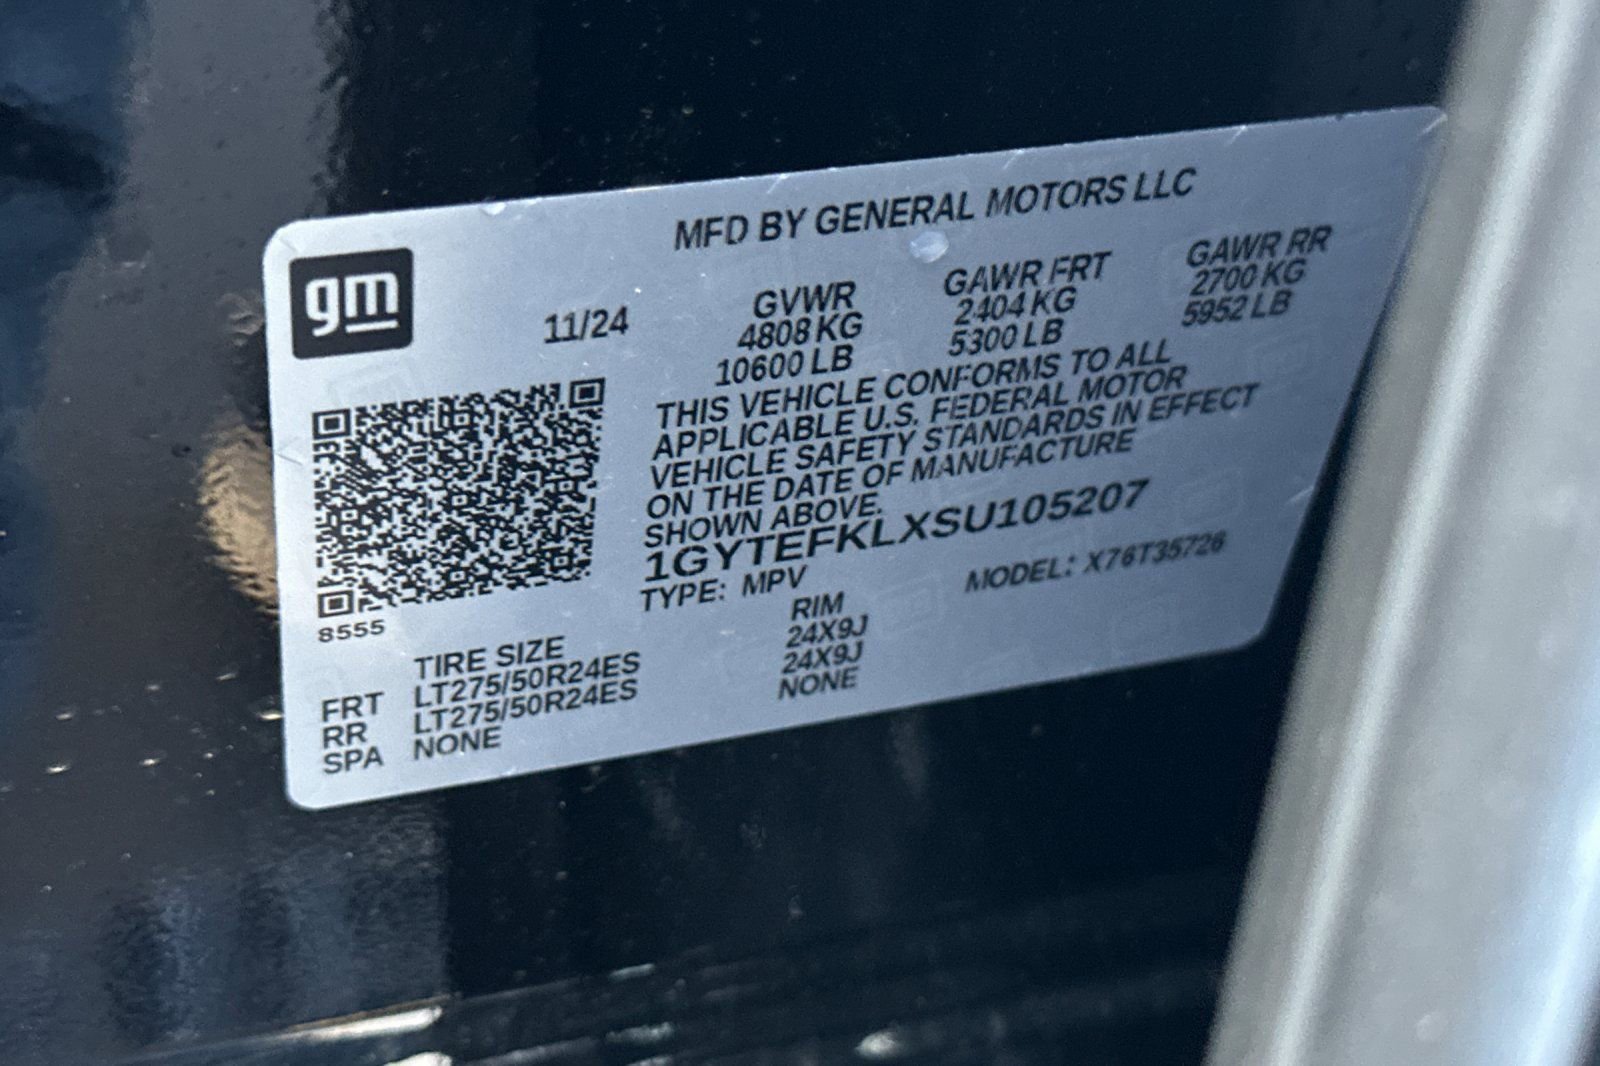 MFD BY GENERAL MOTORS LLC
gm
11/24
GVWR GAWR FRT GAWR RR
4808 KG 2404 KG 2700 KG
10600 LB 5300 LB 5952 LB
THIS VEHICLE CONFORMS TO ALL
APPLICABLE U.S. FEDERAL MOTOR
VEHICLE SAFETY STANDARDS IN EFFECT
ON THE DATE OF MANUFACTURE
SHOWN ABOVE.
1GYTEFKLXSU105207
TYPE: MPV MODEL: X76T35726
8555
TIRE SIZE RIM
FRT LT275/50R24ES 24X9J
RR LT275/50R24ES 24X9J
SPA NONE NONE